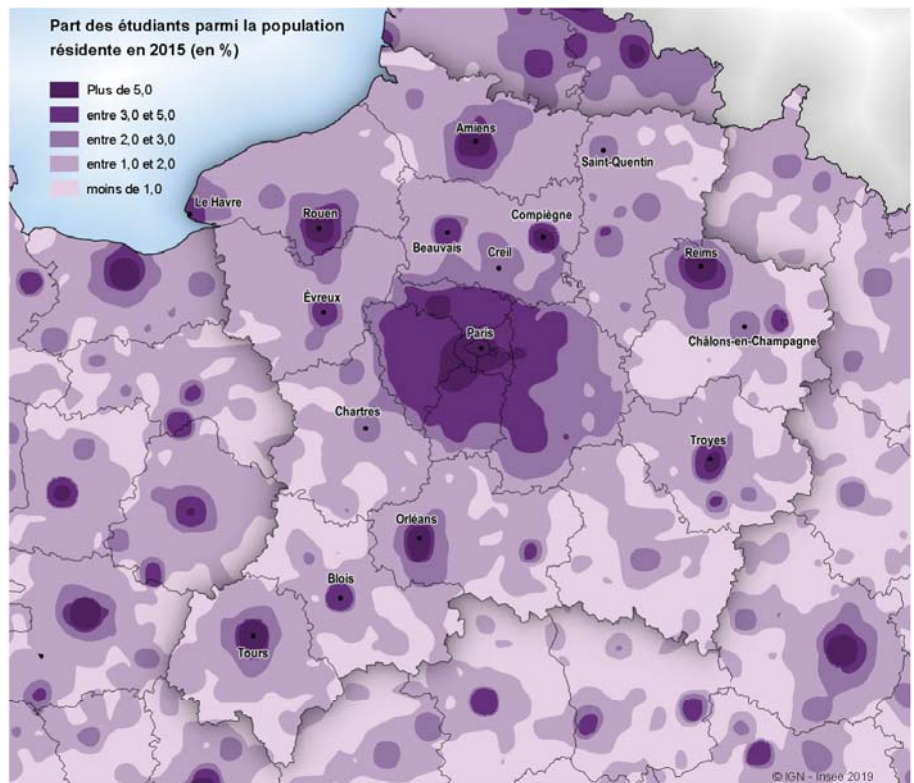 Part des étudiants parmi la population
résidente en 2015 (en %)
Plus de 5,0
entre 3,0 et 5,0
entre 2,0 et 3,0
entre 1,0 et 2,0
moins de 1,0
Amiens
Saint-Quentin
Le Havre
Rouen
Compiègne
Beauvais
Creil
Reims
Évreux
Paris
Châlons-en-Champagne
Chartres
Troyes
Orléans
Blois
Tours
© IGN - Insee 2019